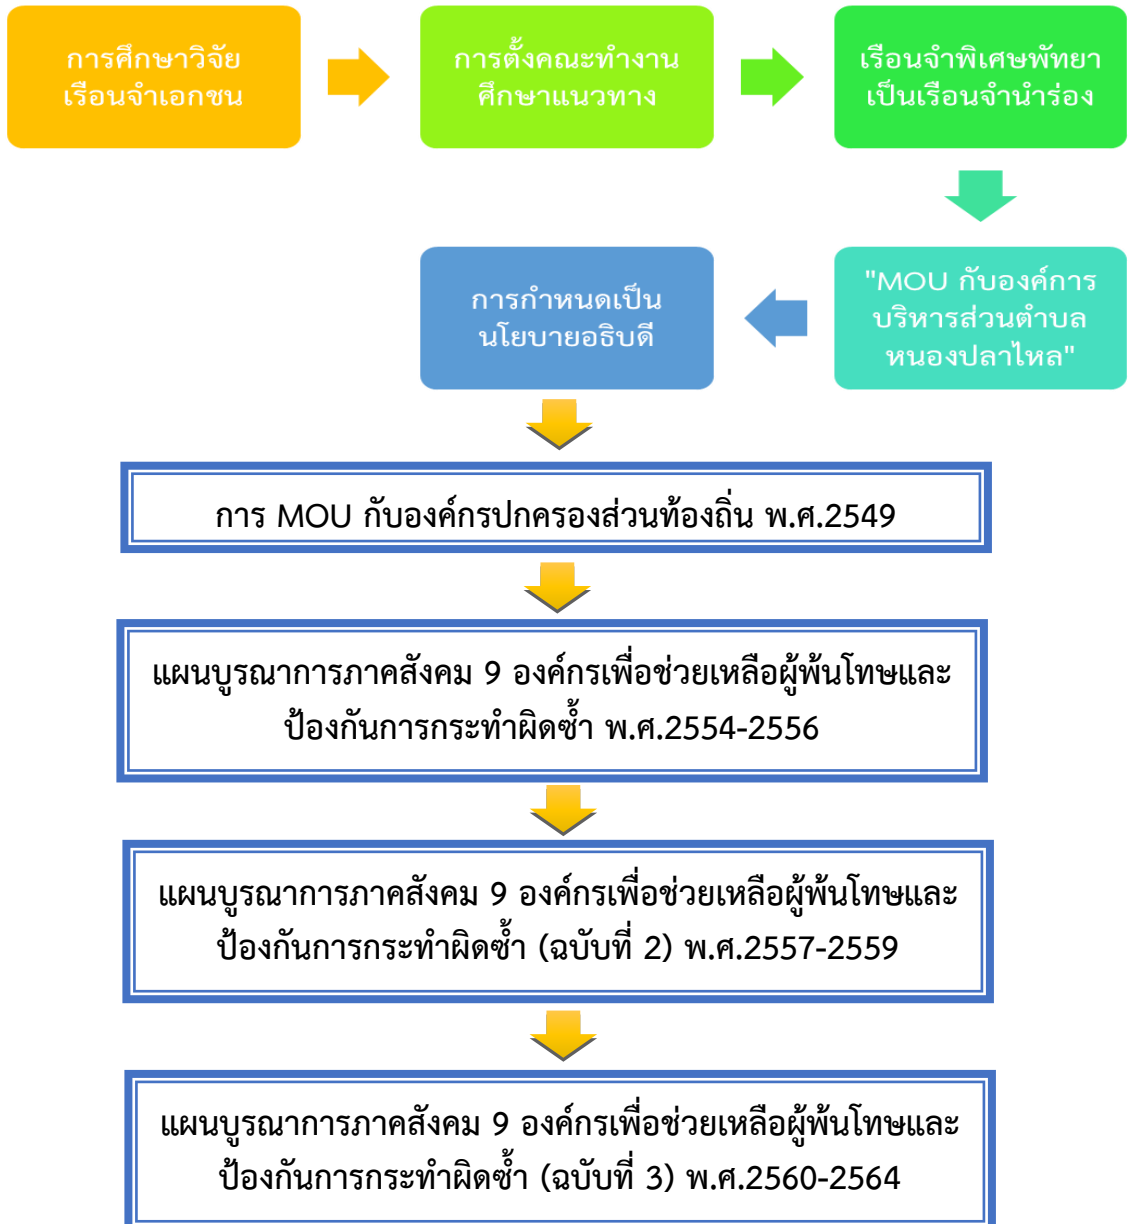 การศึกษาวิจัย
เรือนจำเอกชน
การตั้งคณะทำงาน
ศึกษาแนวทาง
เรือนจำพิเศษพัทยา
เป็นเรือนจำนำร่อง
"MOU กับองค์การ
บริหารส่วนตำบล
หนองปลาไหล"
การกำหนดเป็น
นโยบายอธิบดี
การ MOU กับองค์กรปกครองส่วนท้องถิ่น พ.ศ.2549
แผนบูรณาการภาคสังคม 9 องค์กรเพื่อช่วยเหลือผู้พ้นโทษและ
ป้องกันการกระทำผิดซ้ำ พ.ศ.2554-2556
แผนบูรณาการภาคสังคม 9 องค์กรเพื่อช่วยเหลือผู้พ้นโทษและ
ป้องกันการกระทำผิดซ้ำ (ฉบับที่ 2) พ.ศ.2557-2559
แผนบูรณาการภาคสังคม 9 องค์กรเพื่อช่วยเหลือผู้พ้นโทษและ
ป้องกันการกระทำผิดซ้ำ (ฉบับที่ 3) พ.ศ.2560-2564